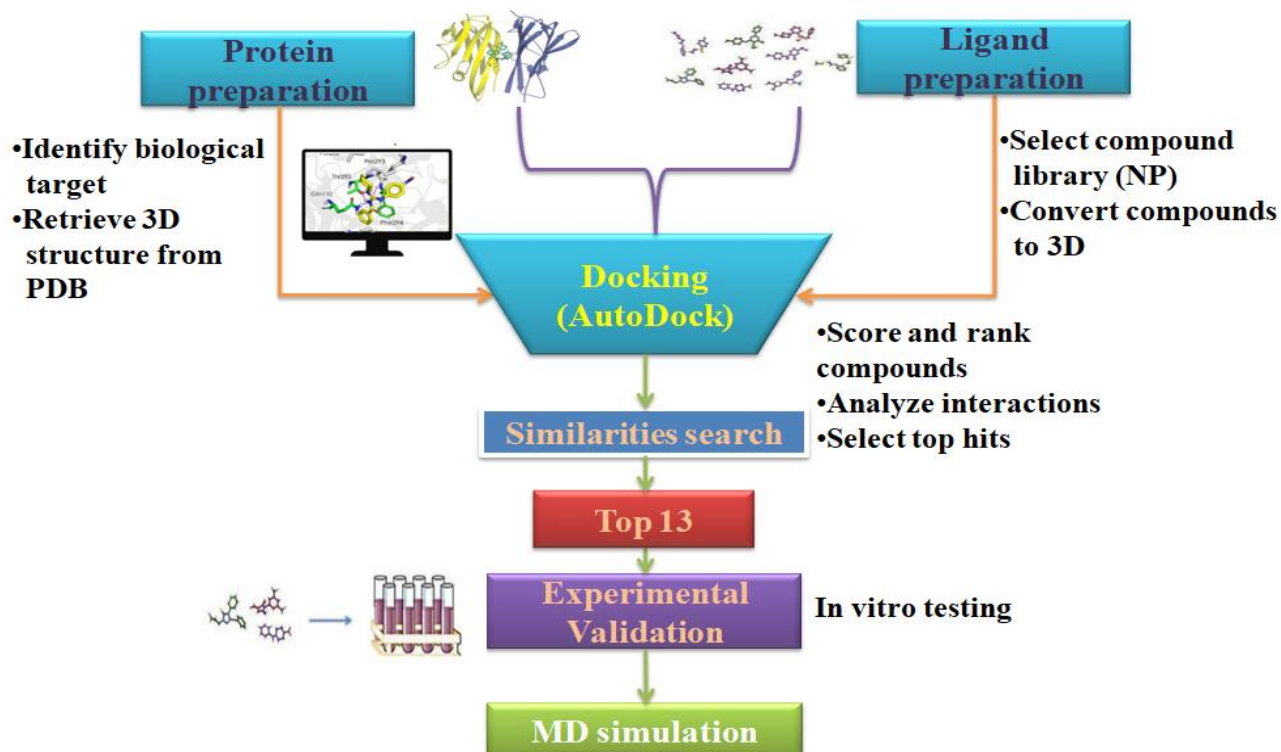 Protein
preparation
Ligand
preparation
•Identify biological
target
•Retrieve 3D
structure from
PDB
•Select compound
library (NP)
•Convert compounds
to 3D
Docking
(AutoDock)
•Score and rank
compounds
•Analyze interactions
•Select top hits
Similarities search
Top 13
Experimental
Validation
In vitro testing
MD simulation